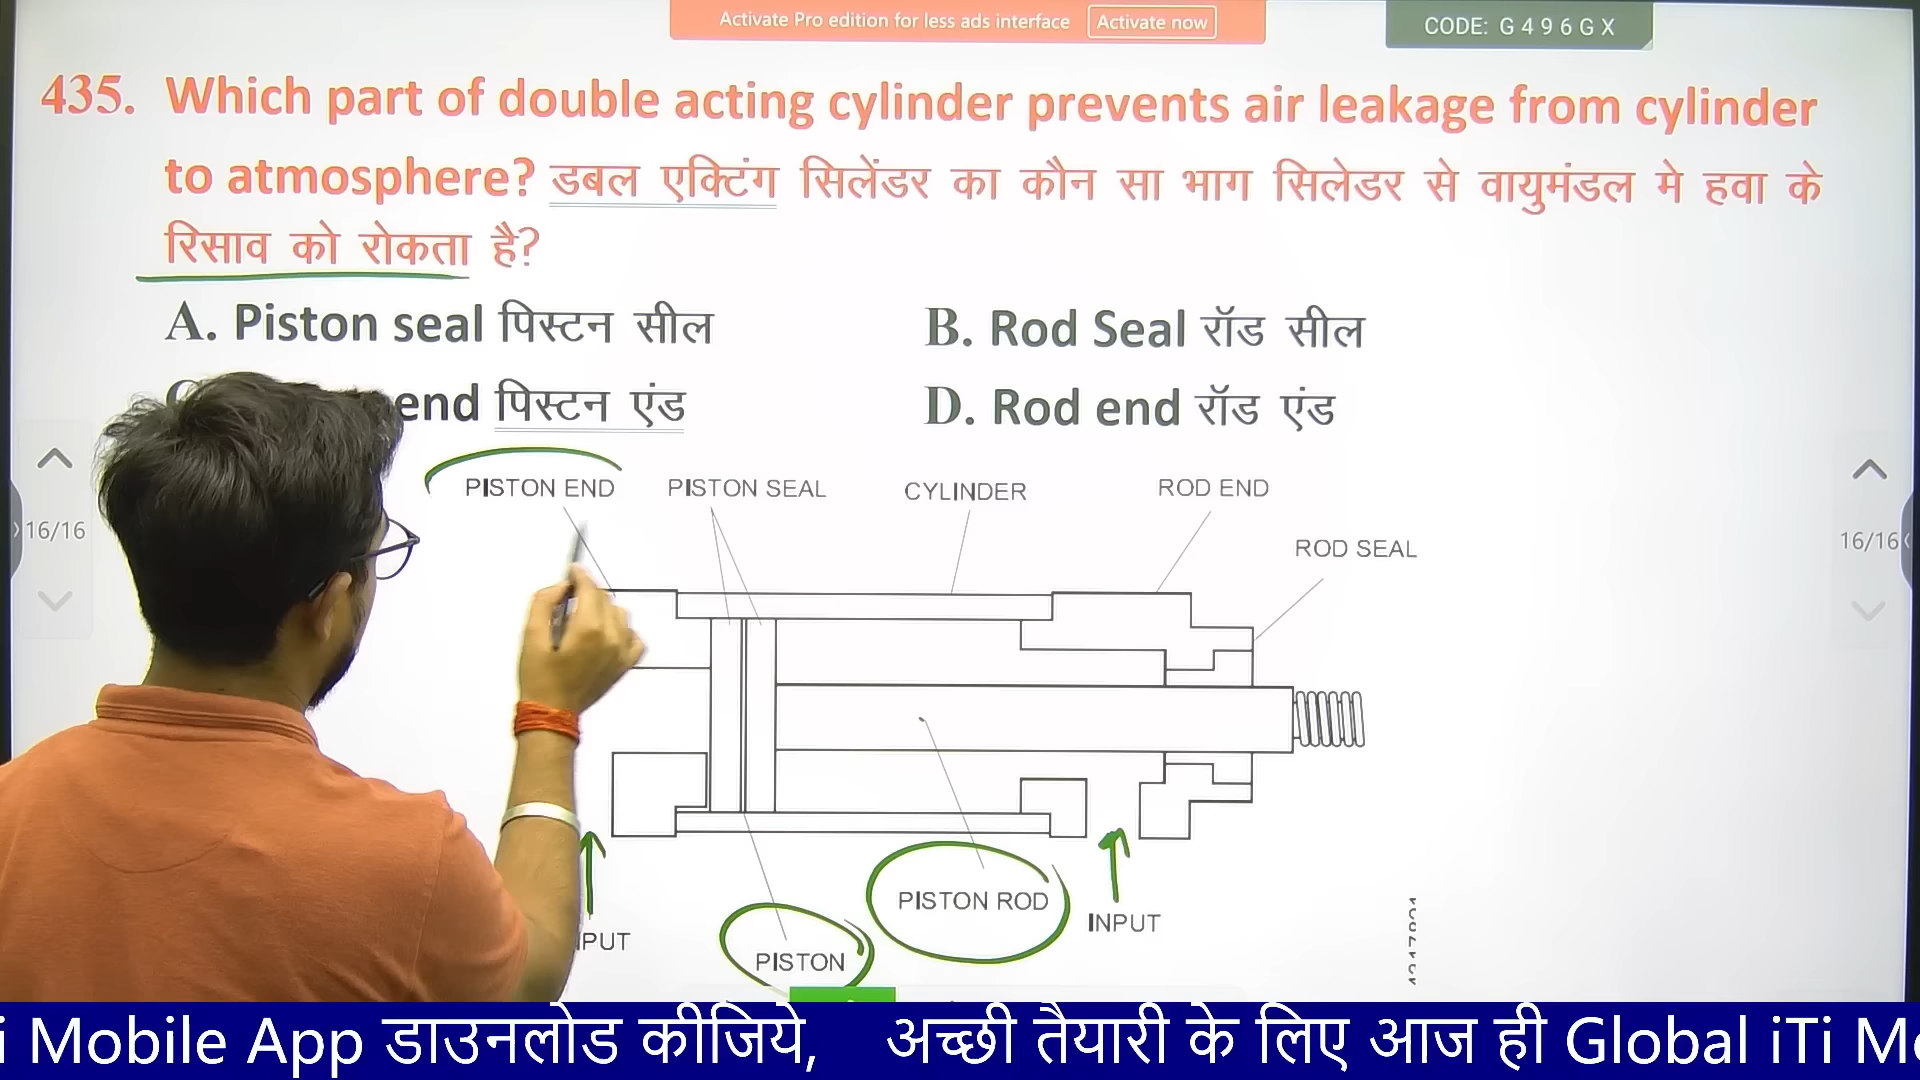 Activate Pro edition for less ads interface Activate now
CODE: G 4 9 6 G X
435. Which part of double acting cylinder prevents air leakage from cylinder
to atmosphere? डबल एक्टिंग सिलेंडर का कौन सा भाग सिलेडर से वायुमंडल मे हवा के
रिसाव को रोकता है?
A. Piston seal पिस्टन सील
B. Rod Seal रॉड सील
end पिस्टन एंड
D. Rod end रॉड एंड
PISTON END
PISTON SEAL
CYLINDER
ROD END
ROD SEAL
16/16
16/16
PISTON ROD
INPUT
PUT
PISTON
i Mobile App डाउनलोड कीजिये, अच्छी तैयारी के लिए आज ही Global iTi M